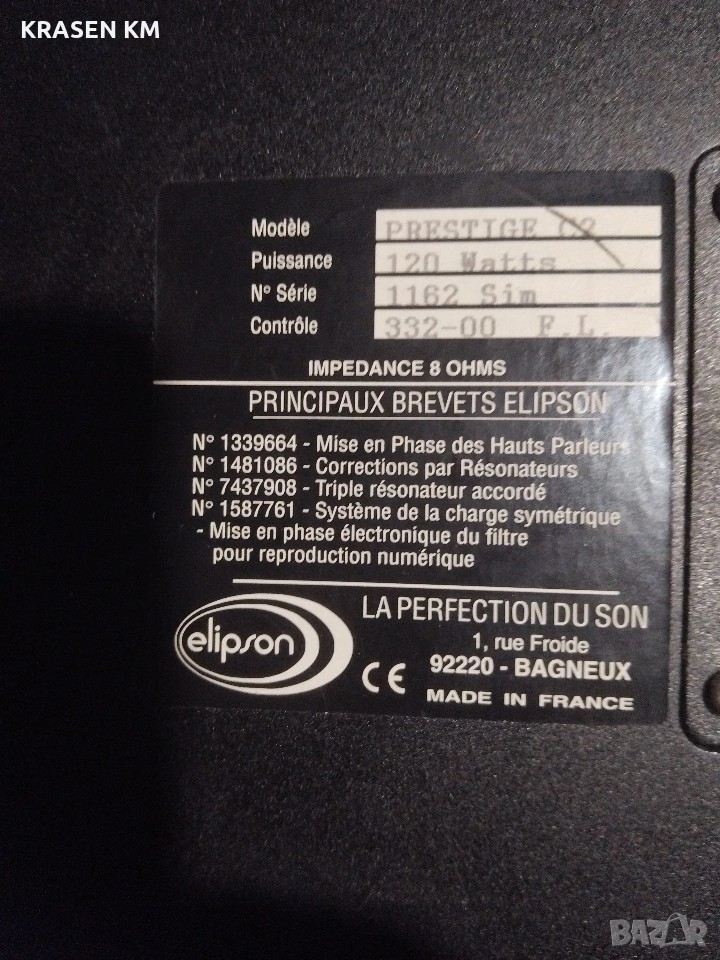 KRASEN KM
Modèle PRESTIGE C2
Puissance 120 Watts
N° Série 1162 Sim
Contrôle 332-00 F.L.
IMPEDANCE 8 OHMS
PRINCIPAUX BREVETS ELIPSON
N° 1339664 - Mise en Phase des Hauts Parleurs
N° 1481086 - Corrections par Résonateurs
N° 7437908 - Triple résonateur accordé
N° 1587761 - Système de la charge symétrique
- Mise en phase électronique du filtre
pour reproduction numérique
elipson
LA PERFECTION DU SON
1, rue Froide
92220 - BAGNEUX
CE
MADE IN FRANCE
BAZAR